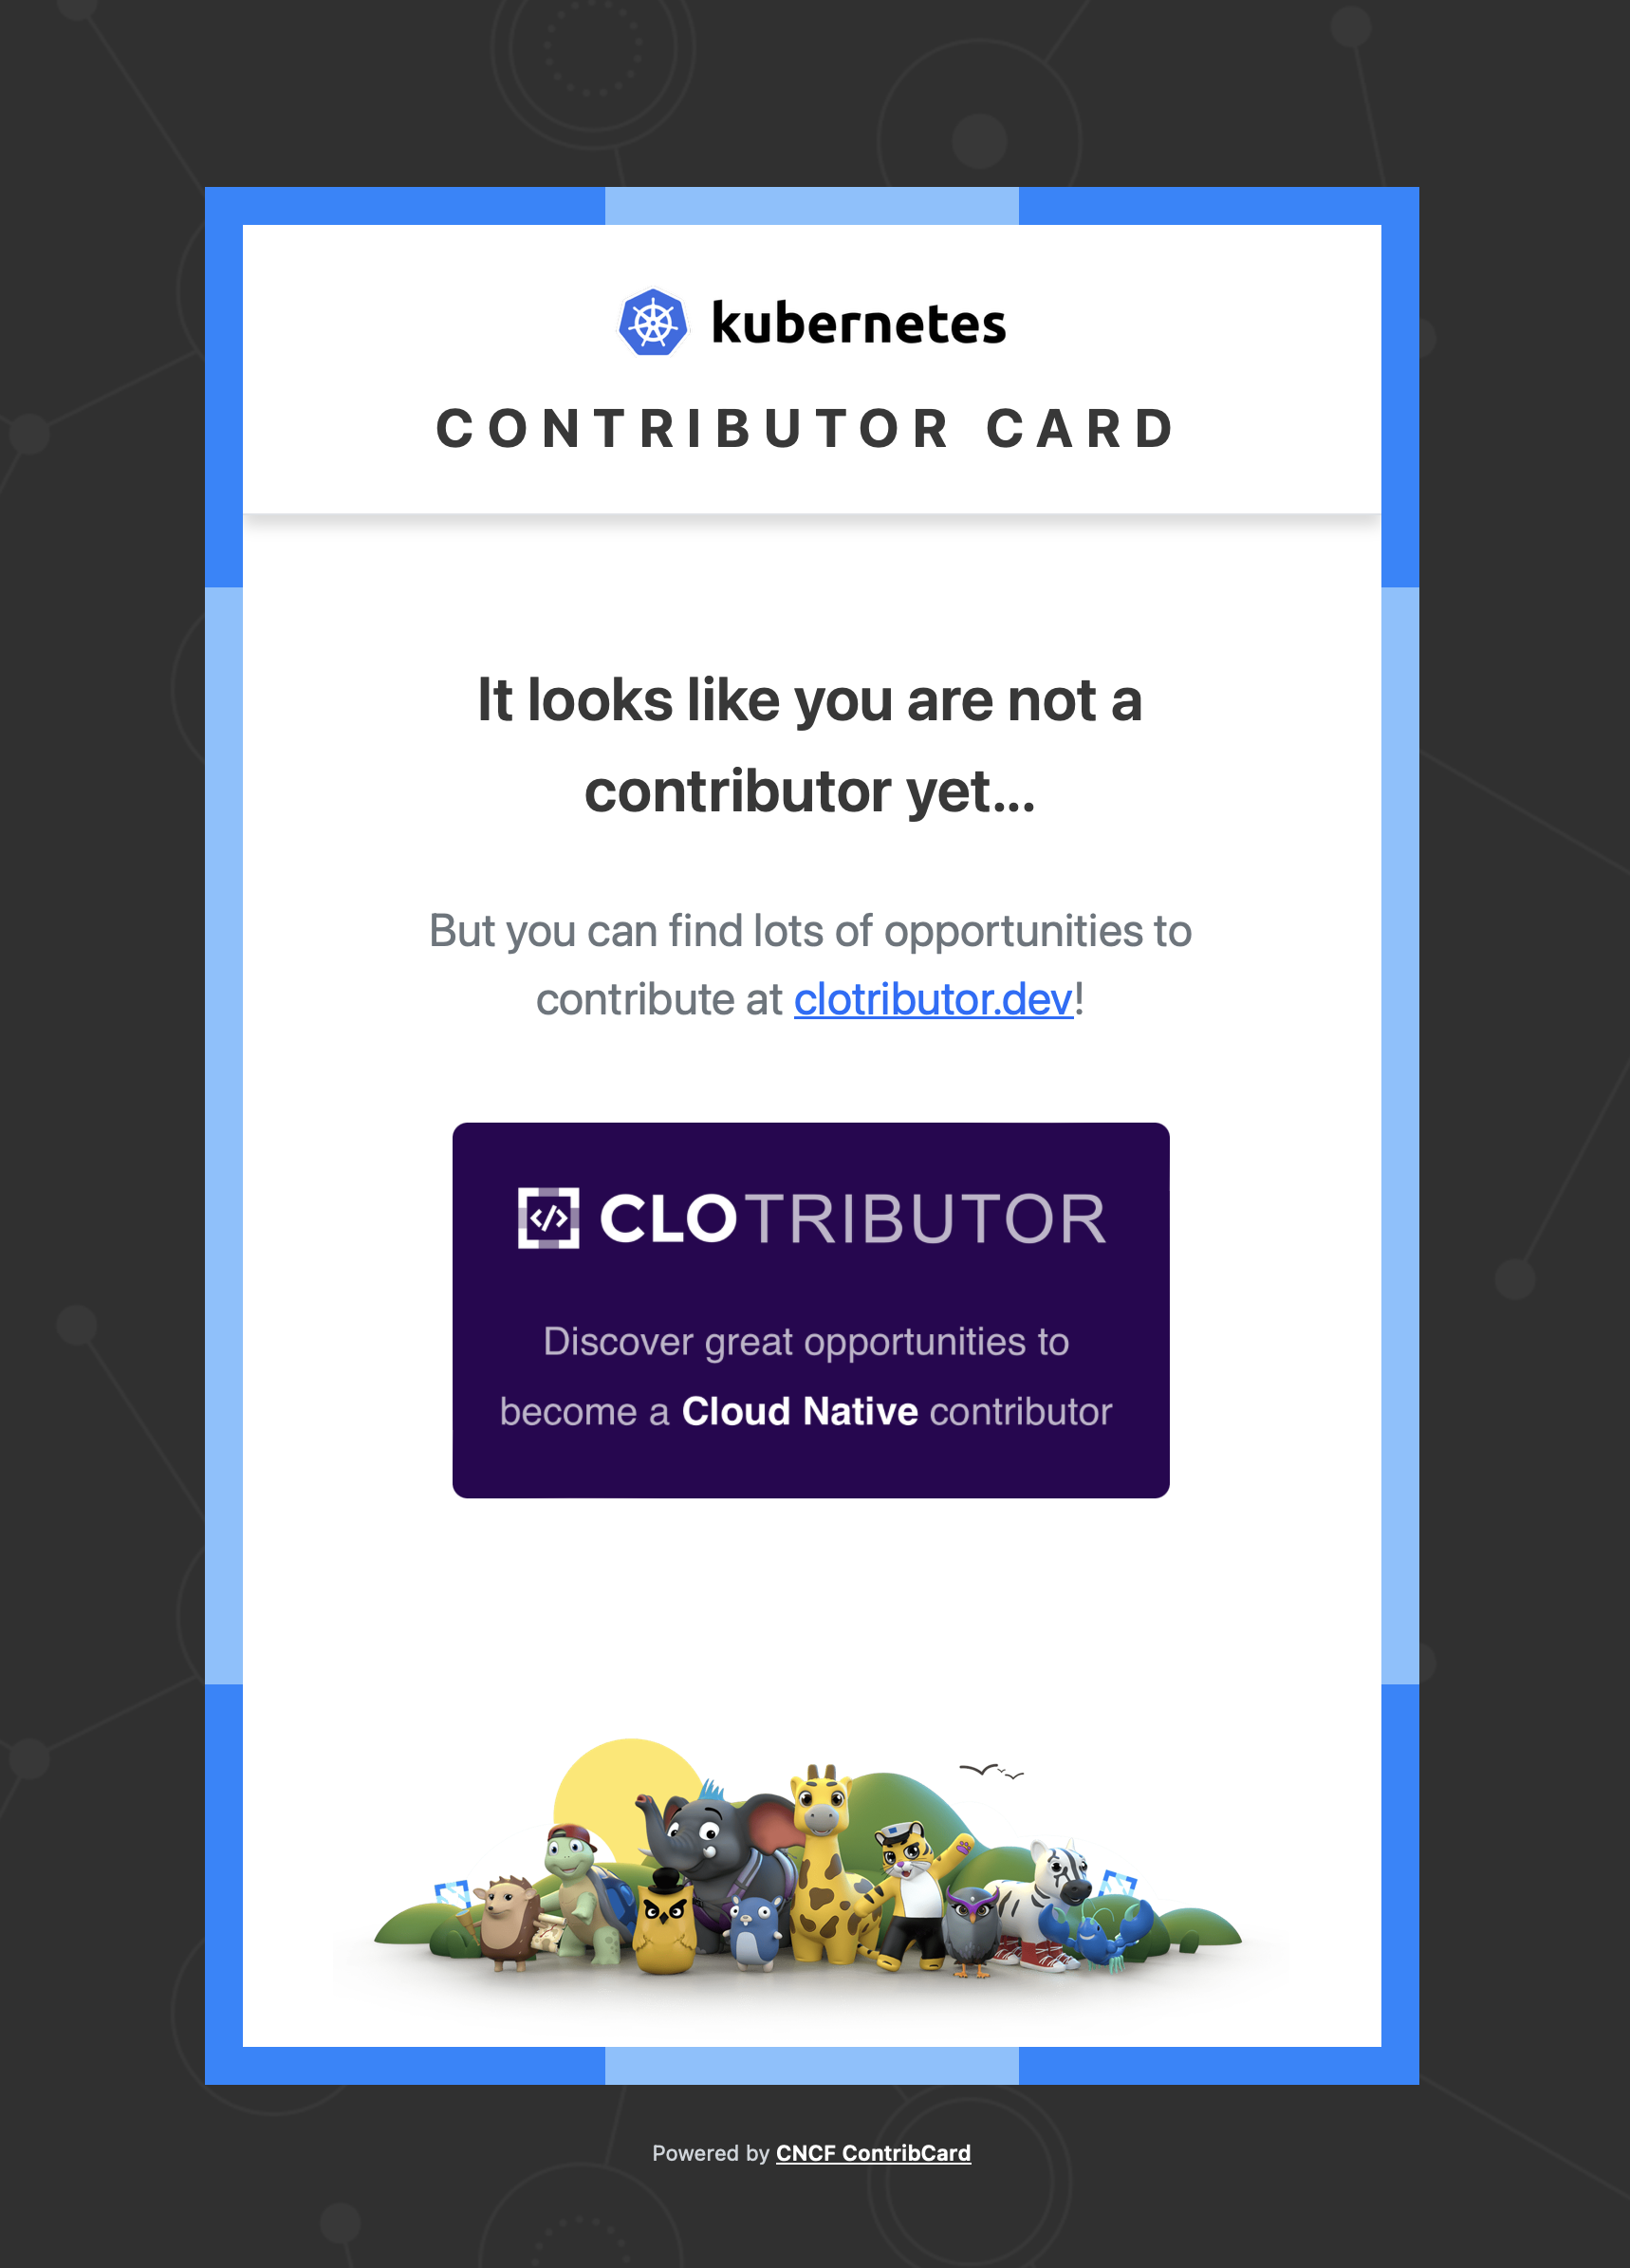 kubernetes
CONTRIBUTOR CARD
It looks like you are not a
contributor yet...
But you can find lots of opportunities to
contribute at clotributor.dev!
CLOTRIBUTOR
Discover great opportunities to
become a Cloud Native contributor
Powered by CNCF ContribCard